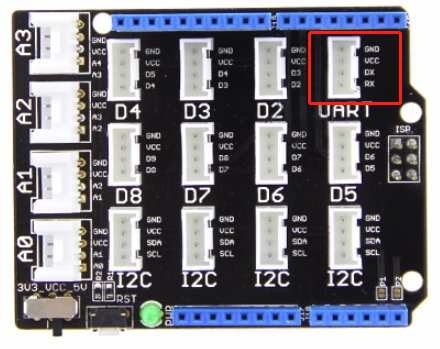 A3
GND
VCC
A4
A3
A2
GND
VCC
A3
A2
A1
GND
VCC
A2
A1
A0
GND
VCC
A1
A0
GND
VCC
D5
D4
D4
GND
VCC
D4
D3
D3
GND
VCC
D3
D2
D2
GND
VCC
DX
RX
UART
ISP
GND
VCC
D9
D8
D8
GND
VCC
D8
D7
D7
GND
VCC
D7
D6
D6
GND
VCC
D6
D5
D5
GND
VCC
SDA
SCL
I2C
GND
VCC
SDA
SCL
I2C
GND
VCC
SDA
SCL
I2C
GND
VCC
SDA
SCL
I2C
3V3_VCC_5V
R2
R1
RST
PWR
P1
P2